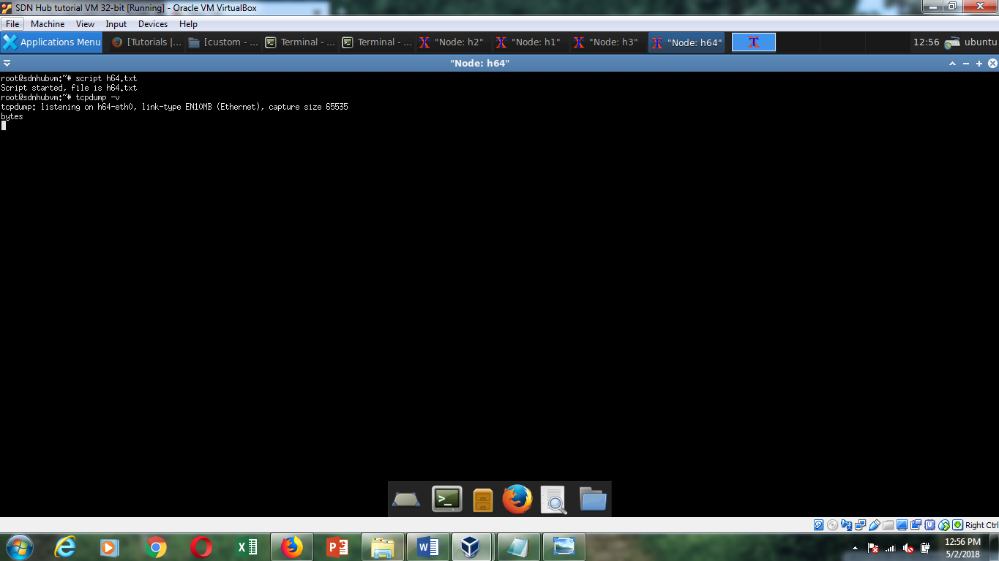 SDN Hub tutorial VM 32-bit [Running] - Oracle VM VirtualBox
File Machine View Input Devices Help
Applications Menu [Tutorials |... [custom - ... Terminal - ... Terminal - ... "Node: h2" "Node: h1" "Node: h3" "Node: h64" 12:56 ubuntu
"Node: h64"
root@sdnhubvm:~# script h64.txt
Script started, file is h64.txt
root@sdnhubvm:~# tcpdump -v
tcpdump: listening on h64-eth0, link-type EN10MB (Ethernet), capture size 65535
bytes
Right Ctrl
12:56 PM
5/2/2018